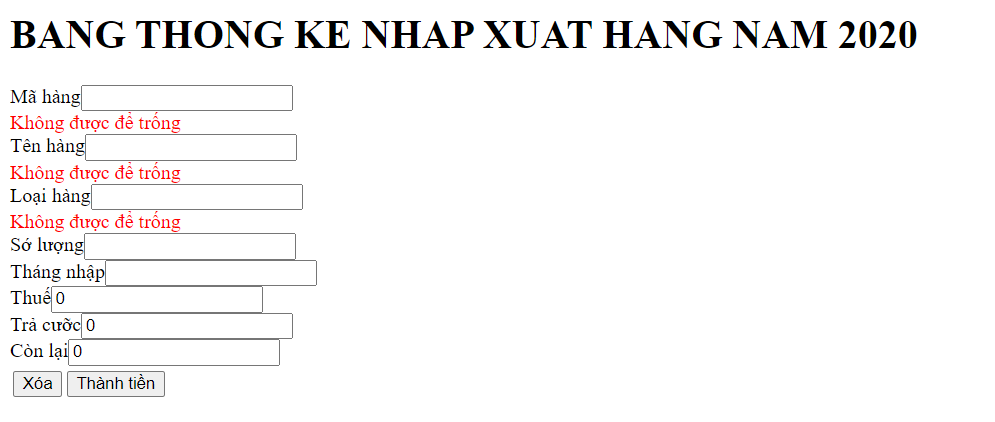 BANG THONG KE NHAP XUAT HANG NAM 2020
Mã hàng
Không được để trống
Tên hàng
Không được để trống
Loại hàng
Không được để trống
Sớ lượng
Tháng nhập
Thuế 0
Trả cưỡc 0
Còn lại 0
Xóa Thành tiền